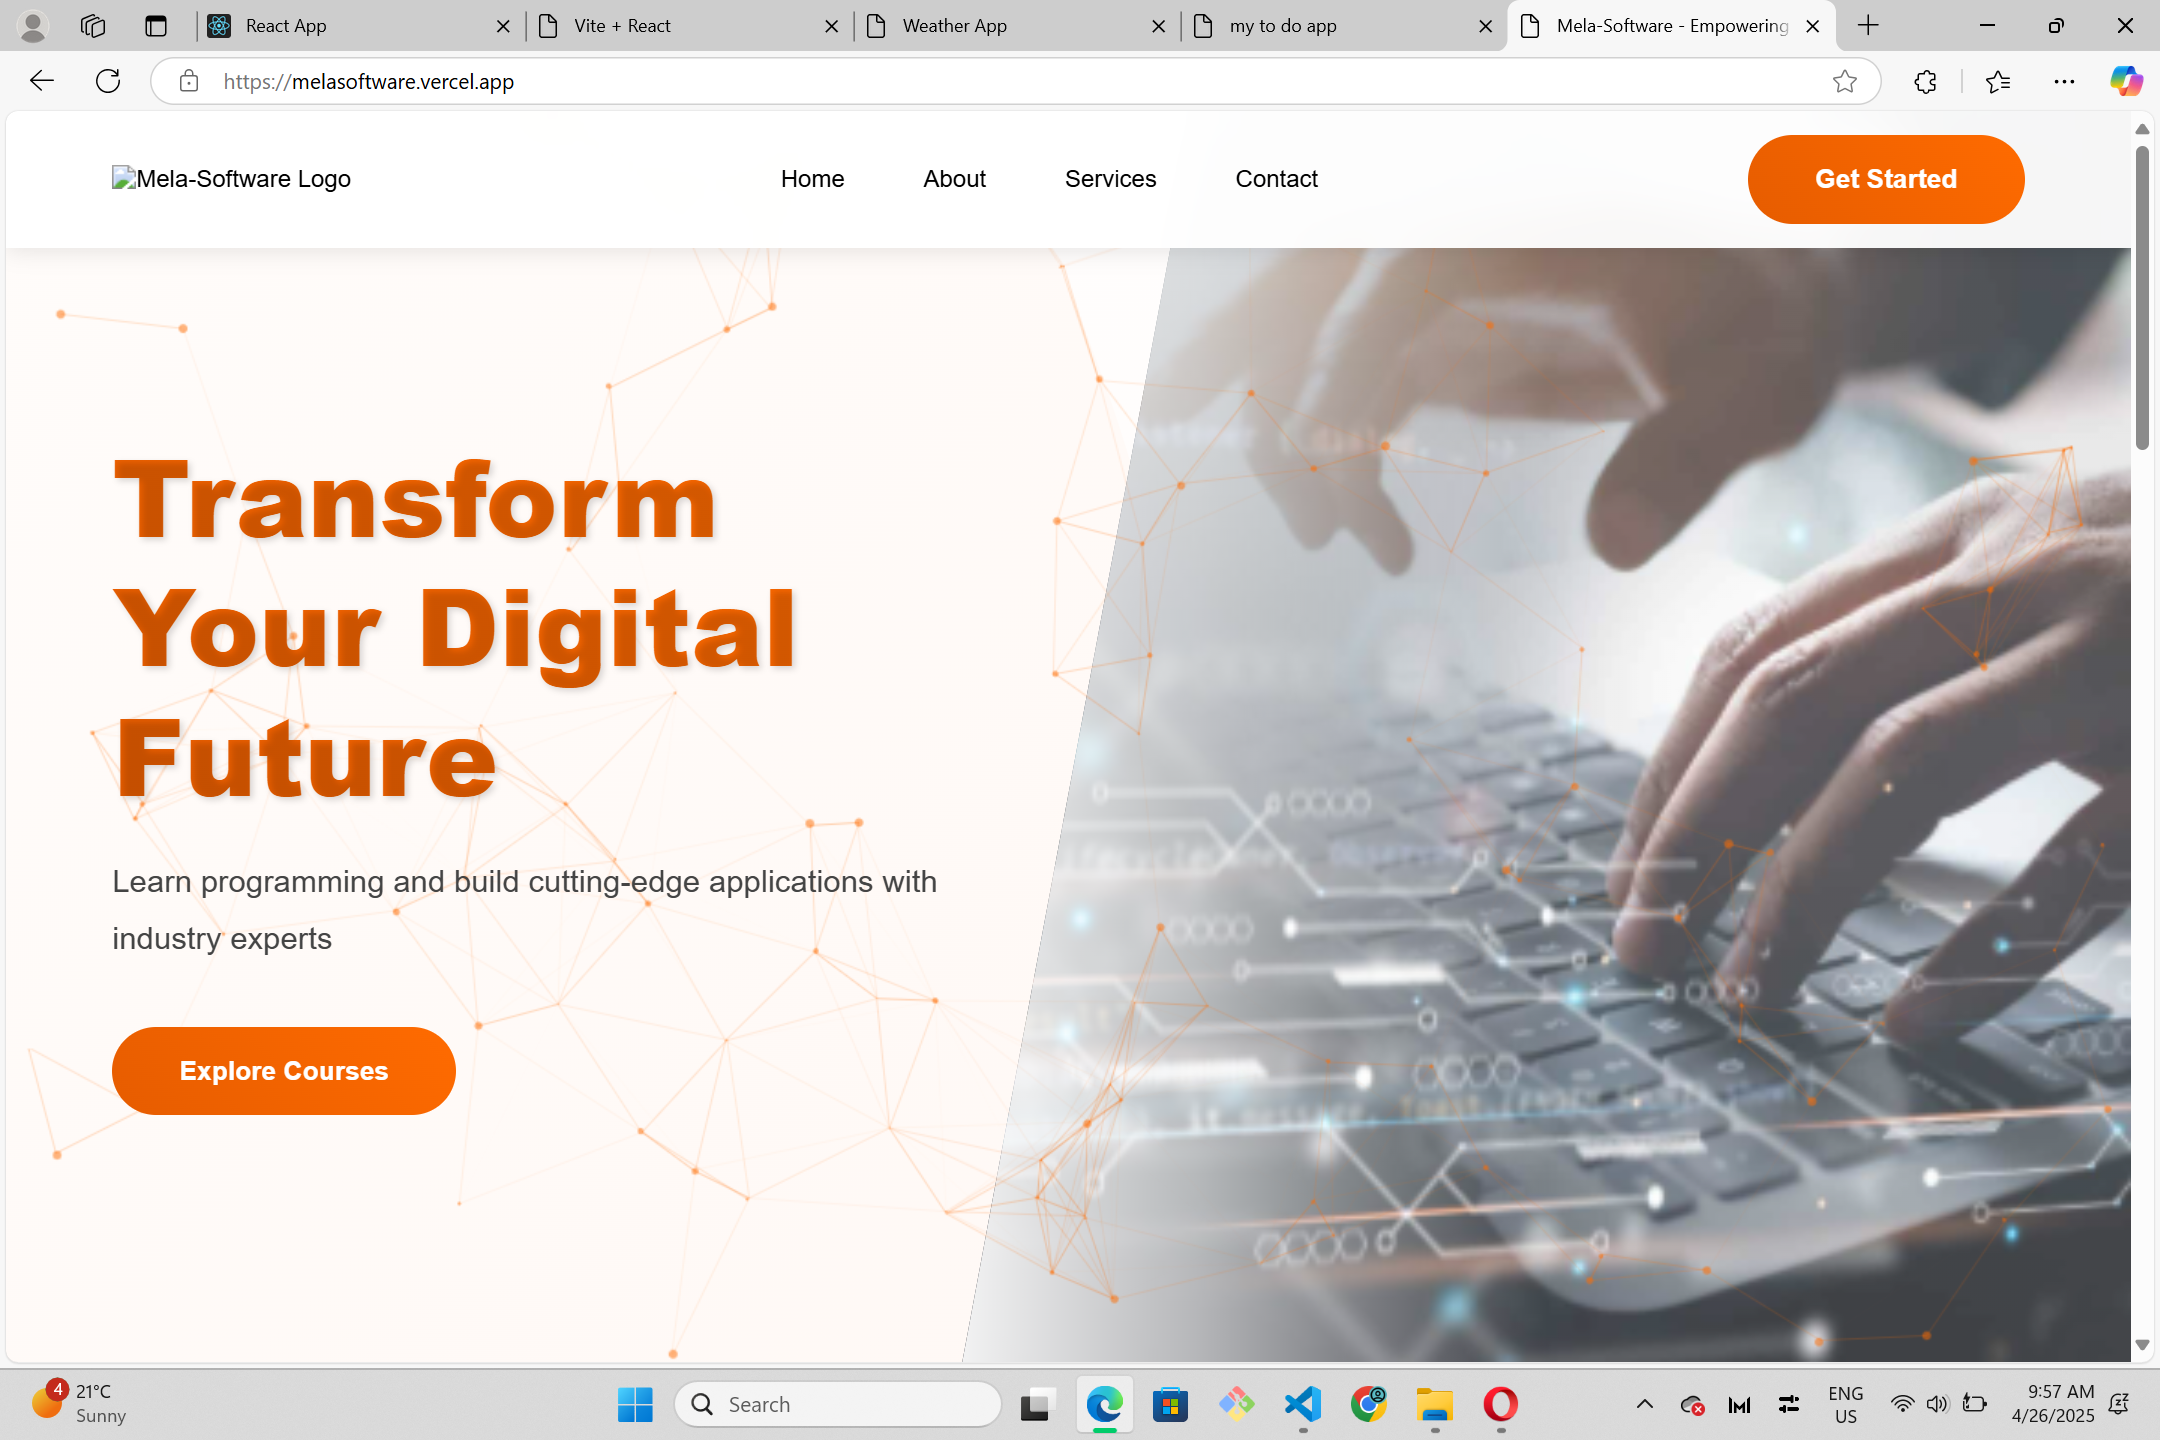 React App
Vite + React
Weather App
my to do app
Mela-Software - Empowering
https://melasoftware.vercel.app
Mela-Software Logo
Home
About
Services
Contact
Get Started
Transform
Your Digital
Future
Learn programming and build cutting-edge applications with
industry experts
Explore Courses
4
21°C
Sunny
Search
ENG
US
9:57 AM
4/26/2025